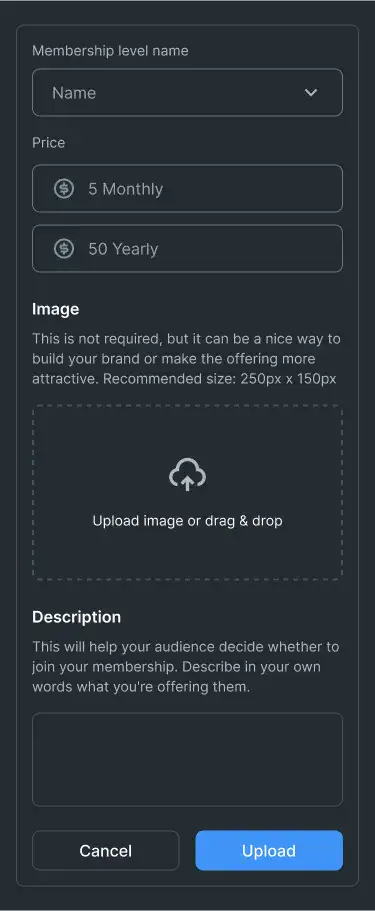 Membership level name
Name
Price
5 Monthly
50 Yearly
Image
This is not required, but it can be a nice way to
build your brand or make the offering more
attractive. Recommended size: 250px x 150px
Upload image or drag & drop
Description
This will help your audience decide whether to
join your membership. Describe in your own
words what you're offering them.
Cancel
Upload